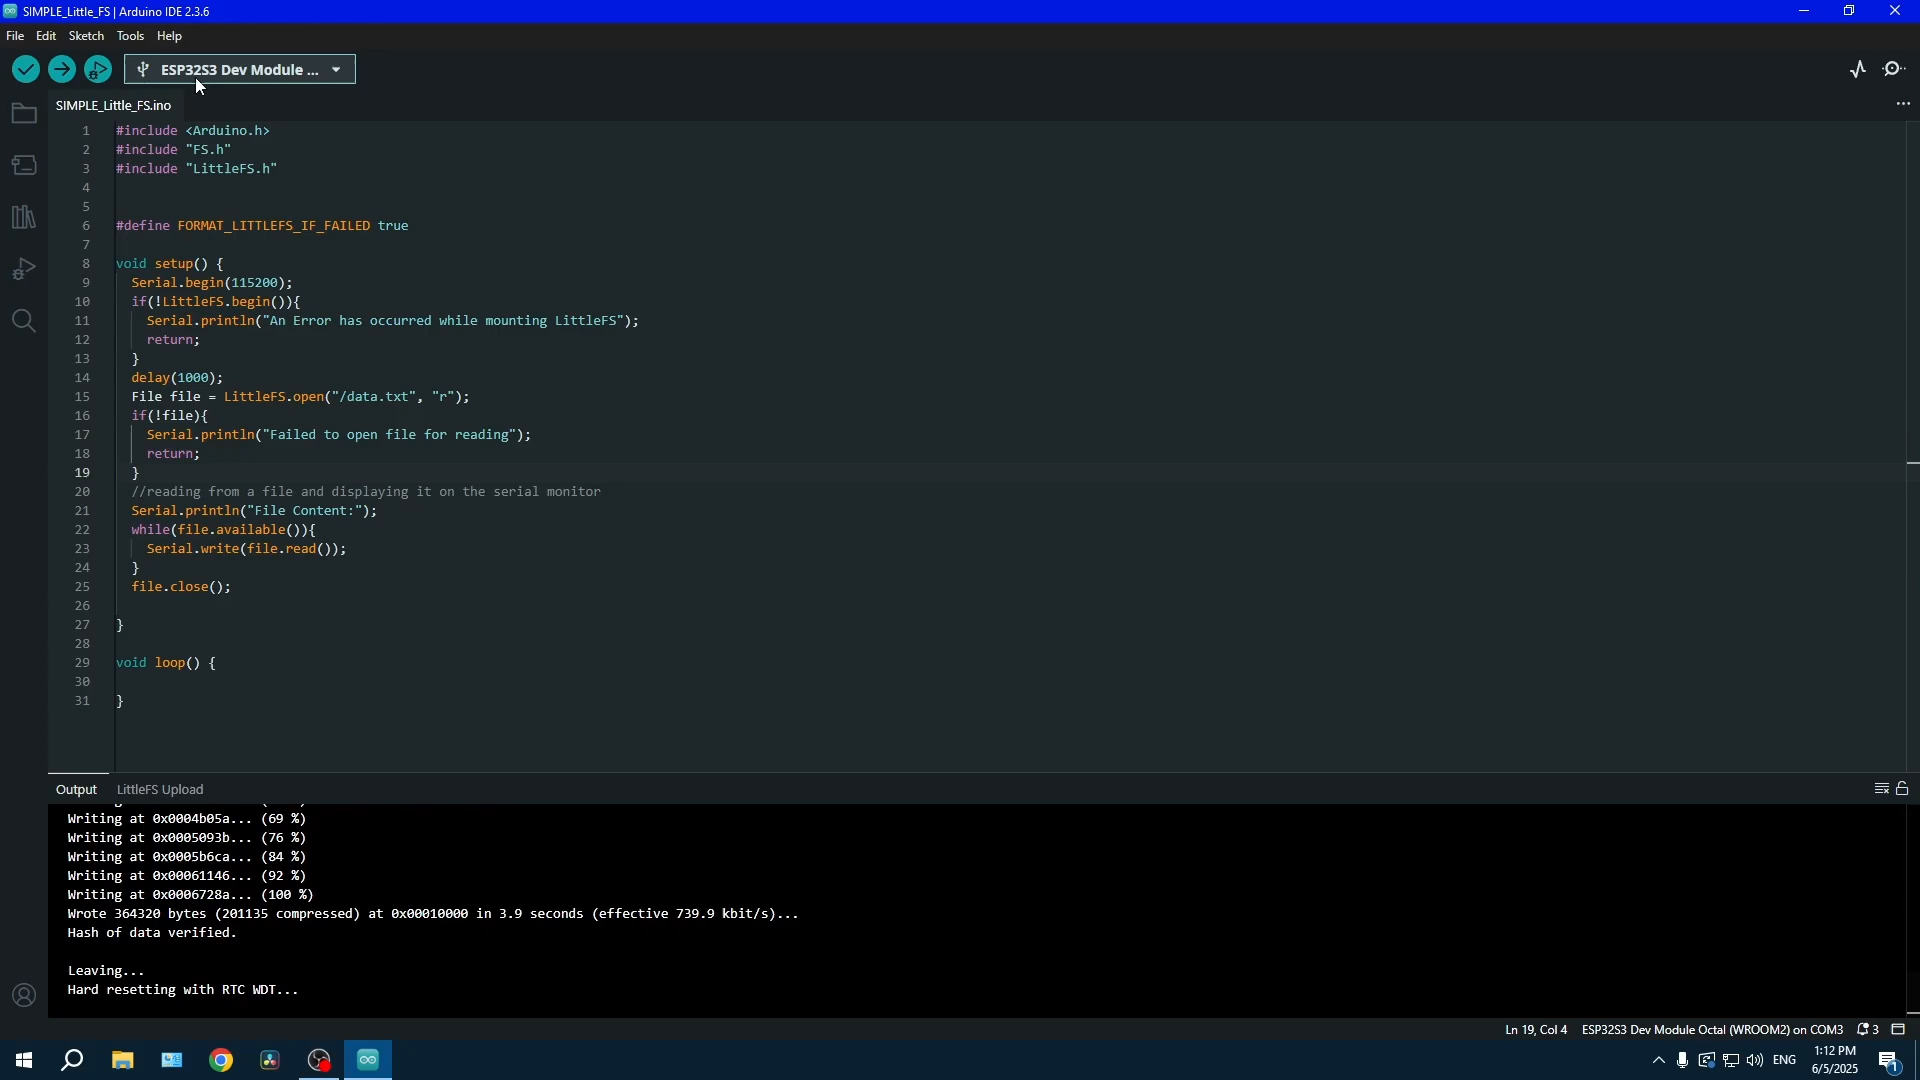 SIMPLE_Little_FS | Arduino IDE 2.3.6
File Edit Sketch Tools Help
ESP32S3 Dev Module ...
SIMPLE_Little_FS.ino
1 #include <Arduino.h>
2 #include "FS.h"
3 #include "LittleFS.h"
4
5
6 #define FORMAT_LITTLEFS_IF_FAILED true
7
8 void setup() {
9 Serial.begin(115200);
10 if(!LittleFS.begin()){
11 Serial.println("An Error has occurred while mounting LittleFS");
12 return;
13 }
14 delay(1000);
15 File file = LittleFS.open("/data.txt", "r");
16 if(!file){
17 Serial.println("Failed to open file for reading");
18 return;
19 }
20 //reading from a file and displaying it on the serial monitor
21 Serial.println("File Content:");
22 while(file.available()){
23 Serial.write(file.read());
24 }
25 file.close();
26
27 }
28
29 void loop() {
30
31 }
Output LittleFS Upload
Writing at 0x0004b05a... (69 %)
Writing at 0x0005093b... (76 %)
Writing at 0x0005b6ca... (84 %)
Writing at 0x00061146... (92 %)
Writing at 0x0006728a... (100 %)
Wrote 364320 bytes (201135 compressed) at 0x00010000 in 3.9 seconds (effective 739.9 kbit/s)...
Hash of data verified.
Leaving...
Hard resetting with RTC WDT...
Ln 19, Col 4 ESP32S3 Dev Module Octal (WROOM2) on COM3 3
ENG 1:12 PM
6/5/2025 1